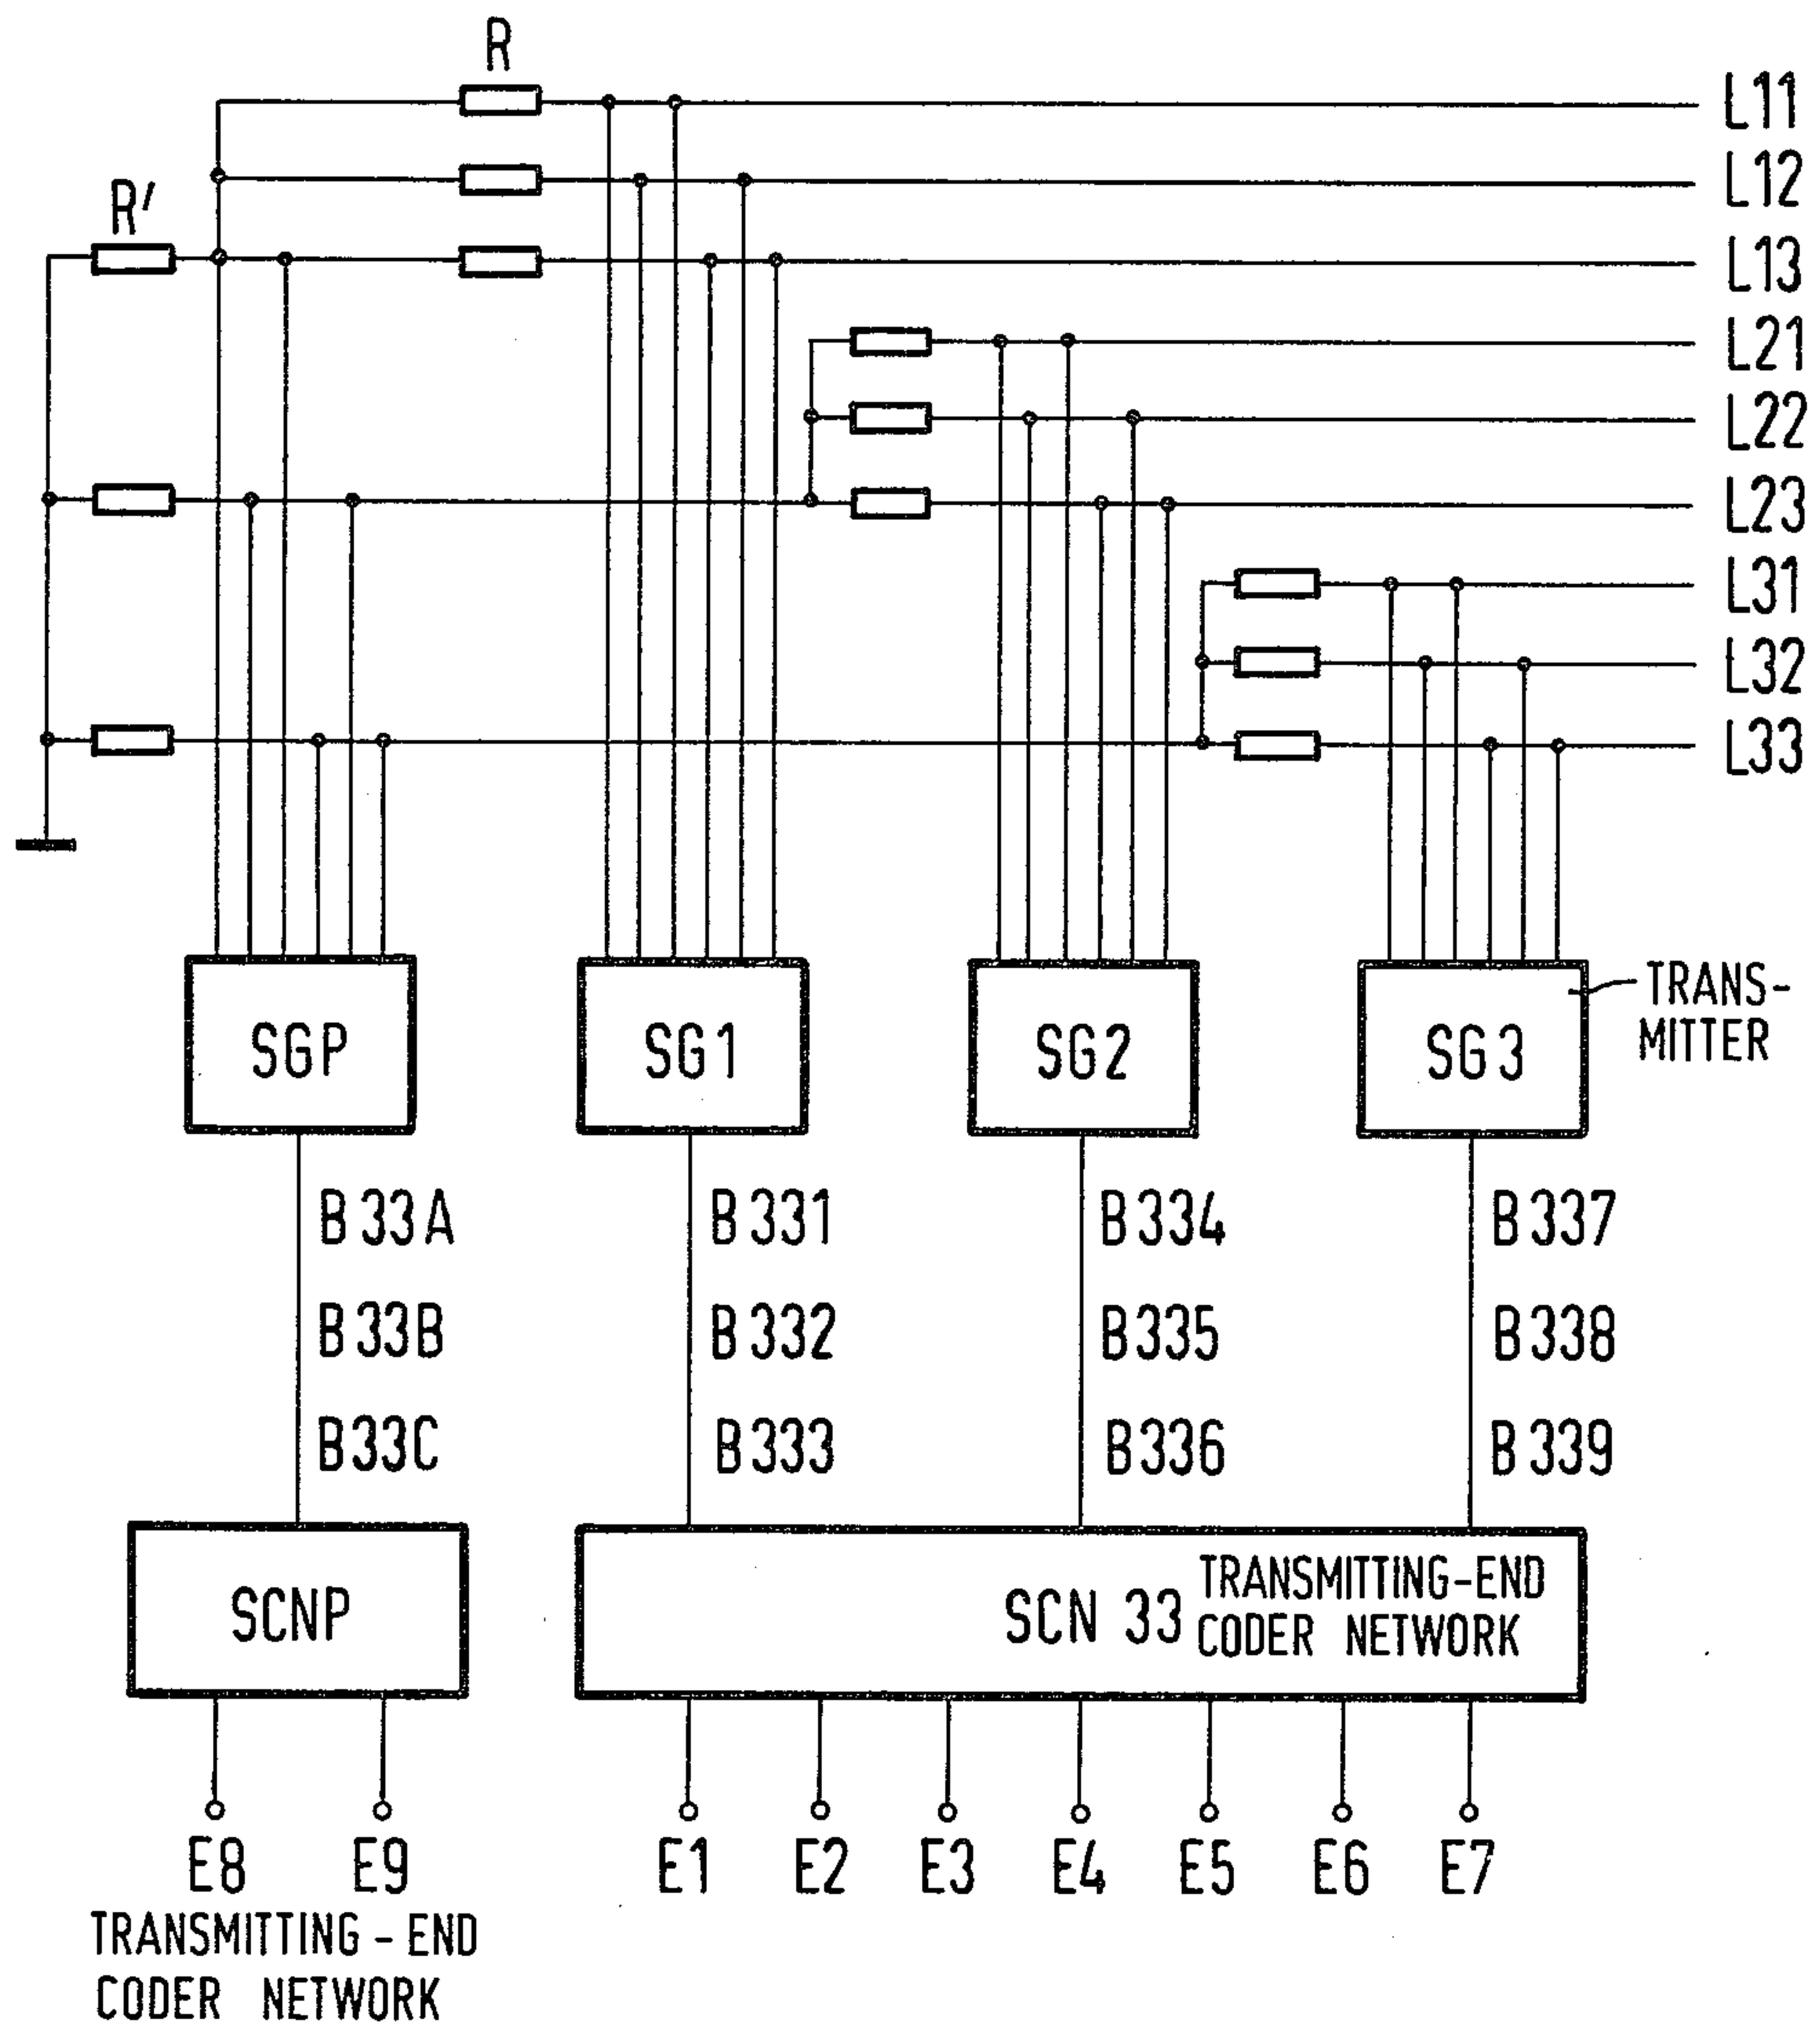 R
L11
L12
R'
L13
L21
L22
L23
L31
L32
L33
SGP SG1 SG2 SG3
TRANS-
MITTER
B33A B331 B334 B337
B33B B332 B335 B338
B33C B333 B336 B339
SCNP
SCN 33
TRANSMITTING-END
CODER NETWORK
E8 E9 E1 E2 E3 E4 E5 E6 E7
TRANSMITTING-END
CODER NETWORK